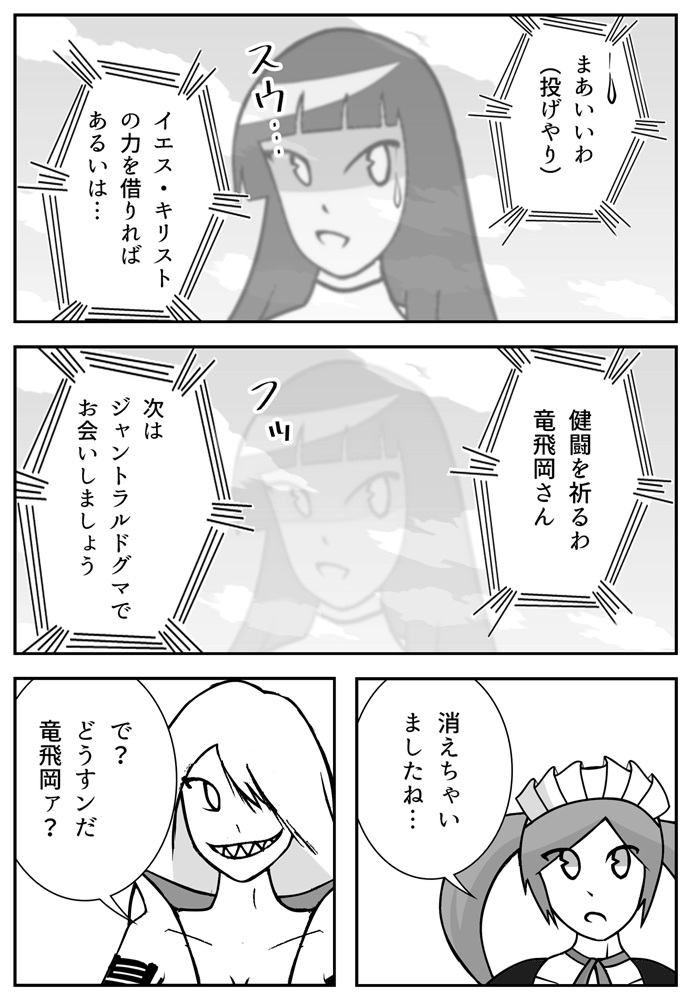 まあいいわ
（投げやり）
スウ…
イエス・キリスト
の力を借りれば
あるいは…
健闘を祈るわ
竜飛岡さん
フッ
次は
ジャントラルドグマで
お会いしましょう
消えちゃい
ましたね…
で？
どうすンだ
竜飛岡ァ？